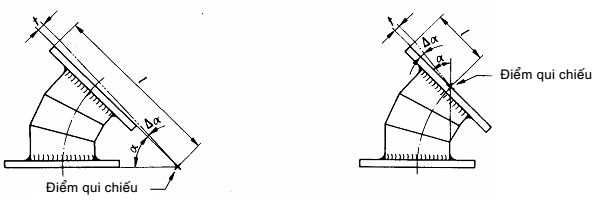 t
l
Δα
α
Điểm qui chiếu
t
l
Δα
α
Điểm qui chiếu